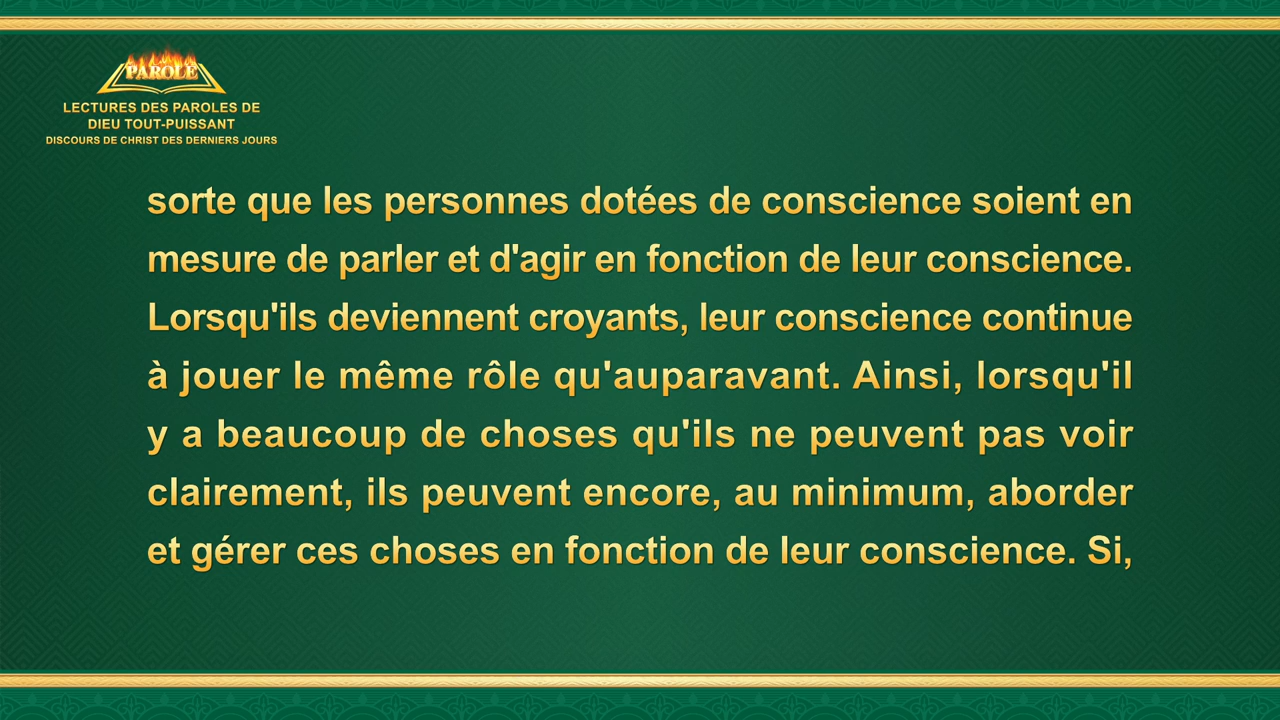 PAROLE
LECTURES DES PAROLES DE
DIEU TOUT-PUISSANT
DISCOURS DE CHRIST DES DERNIERS JOURS
sorte que les personnes dotées de conscience soient en
mesure de parler et d'agir en fonction de leur conscience.
Lorsqu'ils deviennent croyants, leur conscience continue
à jouer le même rôle qu'auparavant. Ainsi, lorsqu'il
y a beaucoup de choses qu'ils ne peuvent pas voir
clairement, ils peuvent encore, au minimum, aborder
et gérer ces choses en fonction de leur conscience. Si,